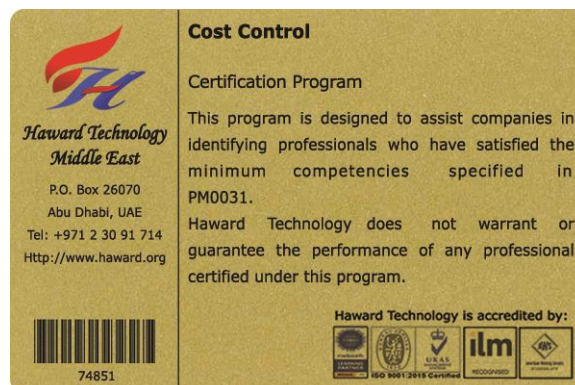 Haward Technology
Middle East
P.O. Box 26070
Abu Dhabi, UAE
Tel: +971 2 30 91 714
Http://www.haward.org
74851
Cost Control
Certification Program
This program is designed to assist companies in
identifying professionals who have satisfied the
minimum competencies specified in
PM0031.
Haward Technology does not warrant or
guarantee the performance of any professional
certified under this program.
Haward Technology is accredited by:
UKAS
ISO 9001:2015 Certified
ilm
RECOGNISED